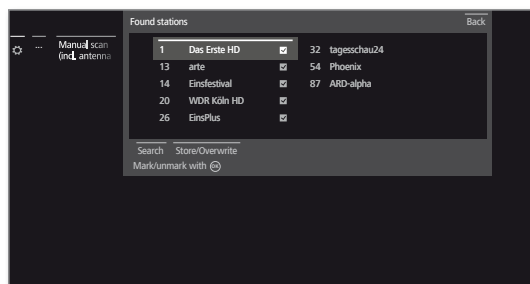 Found stations Back
... Manual scan
(incl. antenna
1 Das Erste HD 32 tagesschau24
13 arte 54 Phoenix
14 Einsfestival 87 ARD-alpha
20 WDR Köln HD
26 EinsPlus
Search Store/Overwrite
Mark/unmark with OK